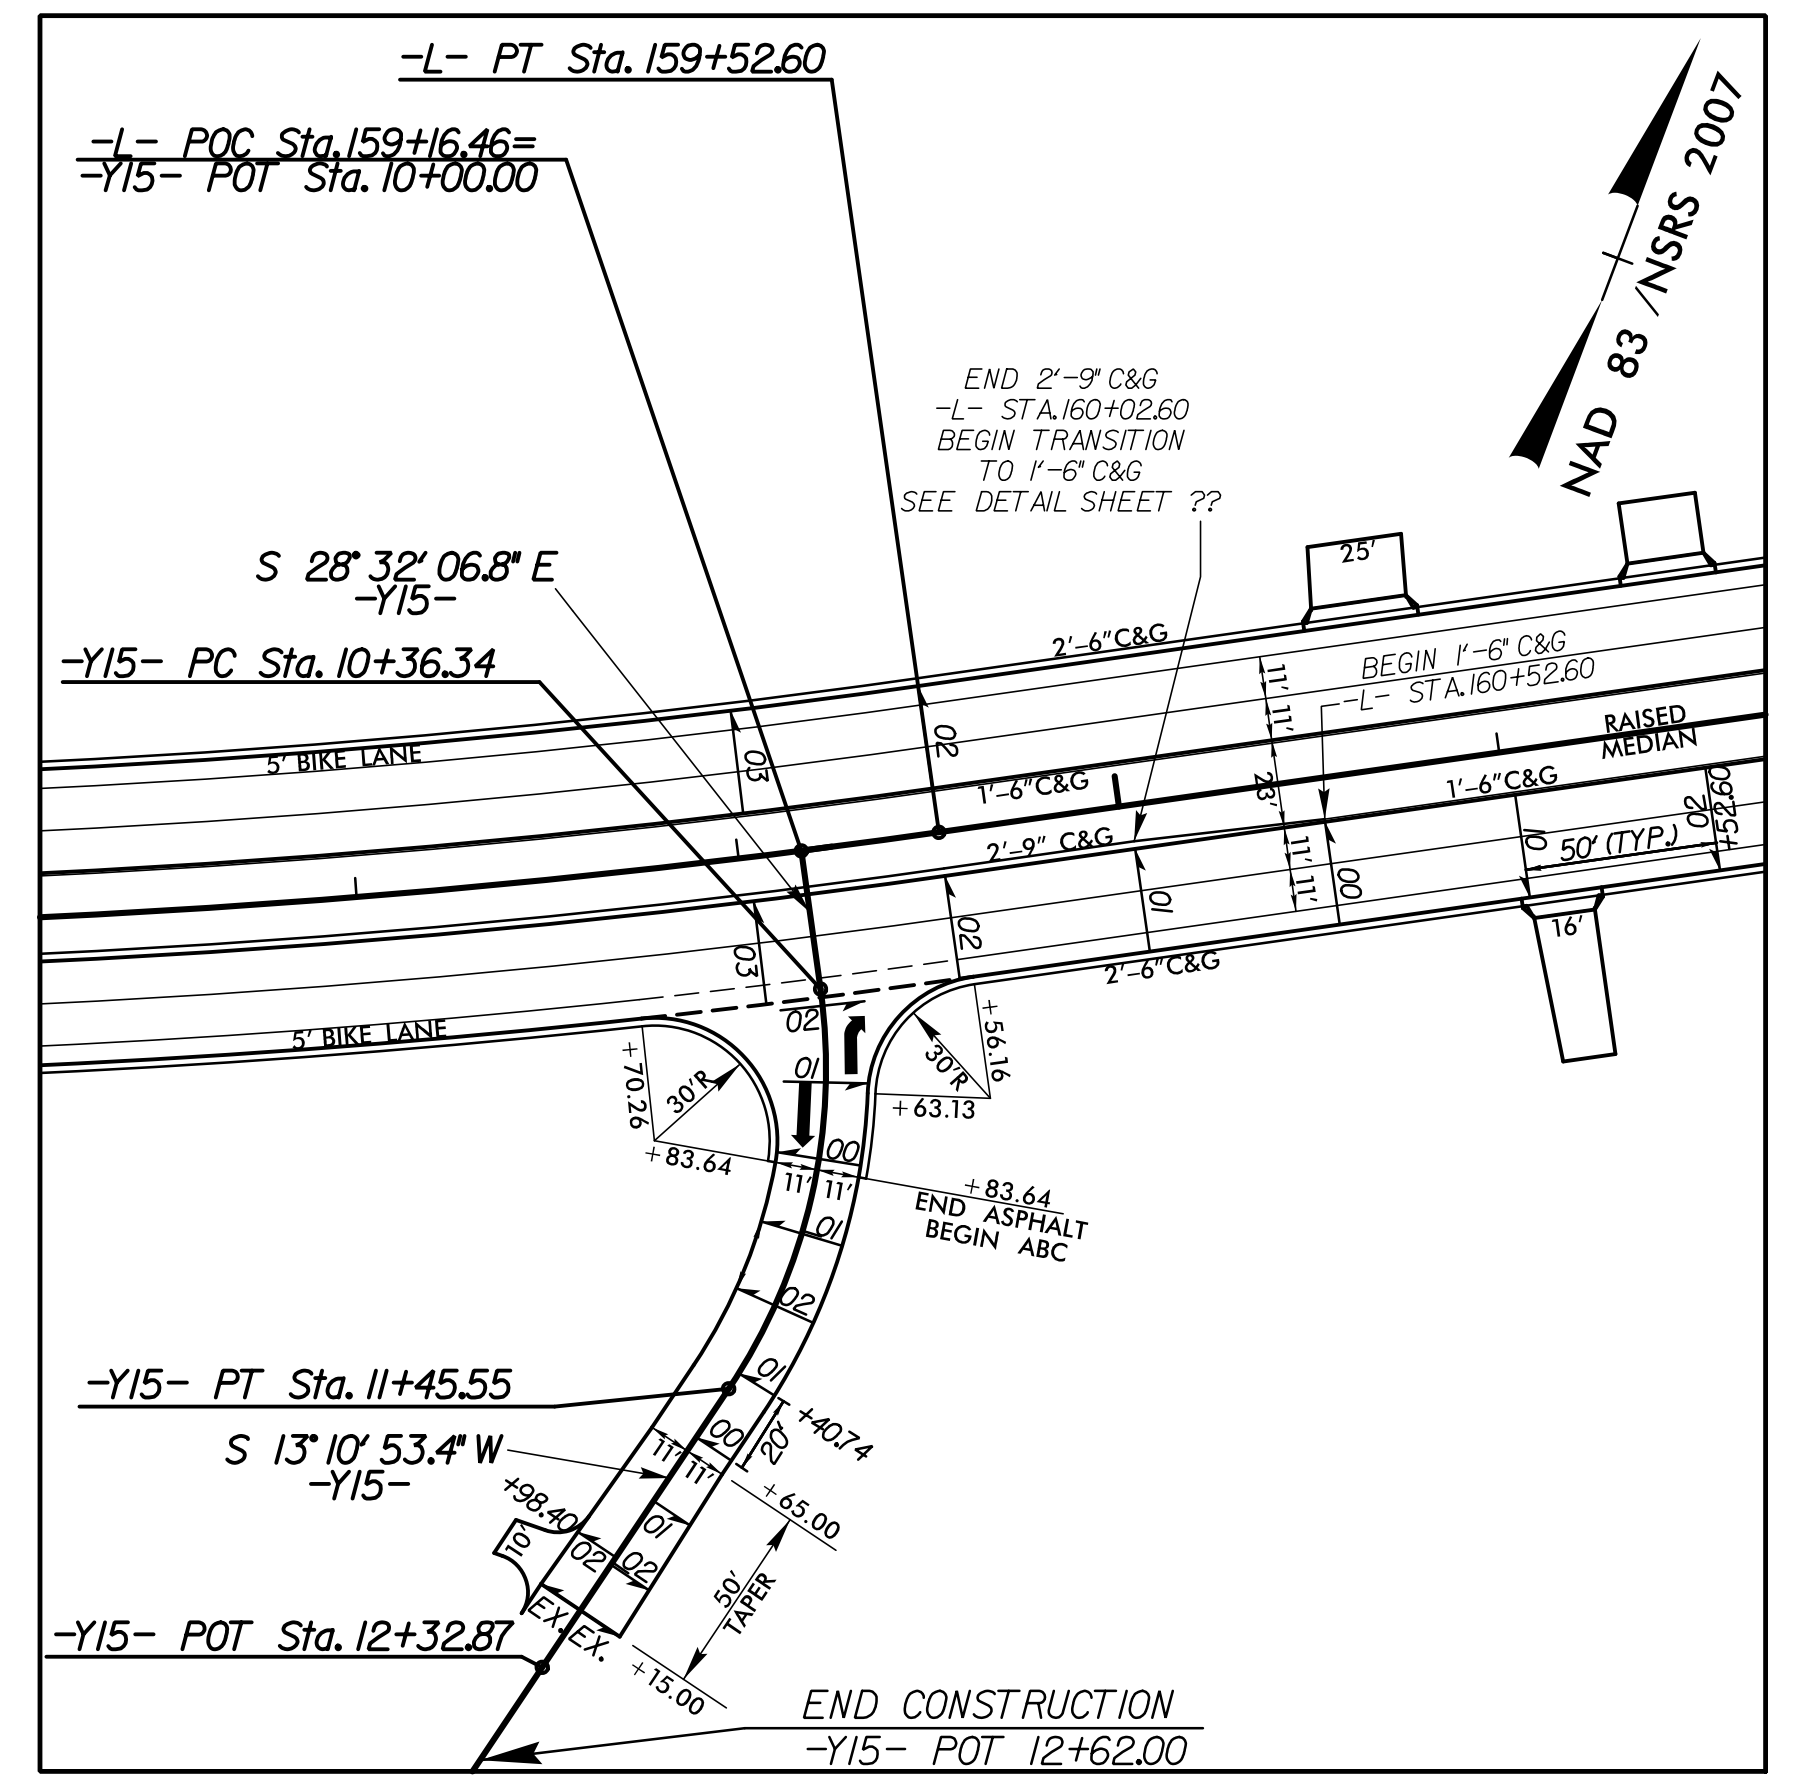 -L- PT Sta. 159+52.60
-L- POC Sta. 159+16.46=
-Y15- POT Sta. 10+00.00
NAD 83 /NSRS 2007
END 2'-9" C&G
-L- STA. 160+02.60
BEGIN TRANSITION
TO 1'-6" C&G
SEE DETAIL SHEET ??
S 28° 32' 06.8" E
-Y15-
-Y15- PC Sta. 10+36.34
25'
2'-6" C&G
BEGIN 1'-6" C&G
-L- STA. 160+52.60
11'
11'
RAISED
MEDIAN
5' BIKE LANE
03
02
1'-6" C&G
23'
1'-6" C&G
2'-9" C&G
11'
11'
01
50' (TYP.)
02
+52.60
03
02
01
00
16'
2'-6" C&G
5' BIKE LANE
02
01
+70.26
30'R
+83.64
30'R
+56.16
+63.13
00
11'
11'
+83.64
END ASPHALT
BEGIN ABC
01
02
01
-Y15- PT Sta. 11+45.55
+40.74
20'
00
11'
11'
S 13° 10' 53.4" W
-Y15-
+98.40
10'
01
02
02
+65.00
50'
TAPER
EX.
EX.
+15.00
-Y15- POT Sta. 12+32.87
END CONSTRUCTION
-Y15- POT 12+62.00